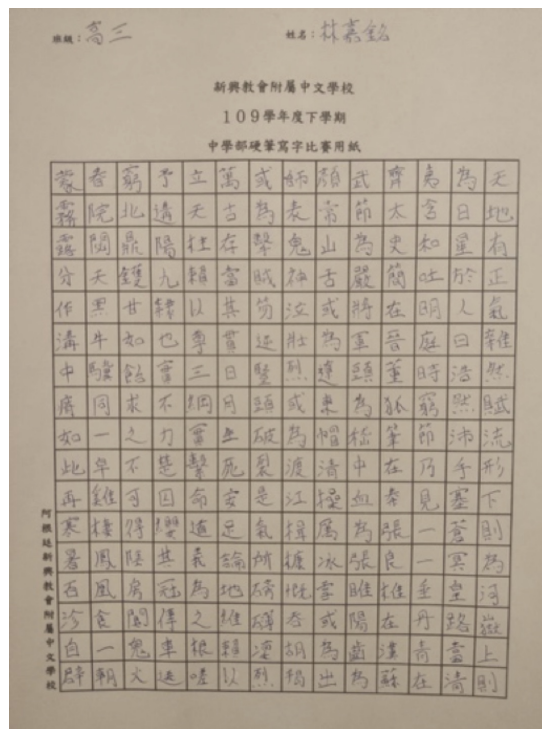 班級：高三
姓名：林嘉銘
新興教會附屬中文學校
109學年度下學期
中學部硬筆寫字比賽用紙
天地有正氣雜然賦流形下則為河嶽上則
為日星於人曰浩然沛乎塞蒼冥皇路當清
夷含和吐明庭時窮節乃見一一垂丹青在
齊太史簡在晉董狐筆在秦張良椎在漢蘇
武節為嚴將軍頭為嵇中血為張睢陽齒為
顏常山舌或為遼東帽清操厲冰雪或為出
師表鬼神泣壯烈或為渡江楫慷慨吞胡羯
或為擊賊笏逆豎頭破裂是氣所磅礴凜烈
萬古存當其貫日月生死安足論地維賴以
立天柱賴以尊三綱實繫命道義為之根嗟
予遘陽九隸也實不力楚囚纓其冠傳車送
窮北鼎鑊甘如飴求之不可得陰房闃鬼火
春院閟天黑牛驥同一皁雞棲鳳凰食一朝
蒙霧露分作溝中瘠如此再寒暑百沴自辟
阿根廷新興教會附屬中文學校